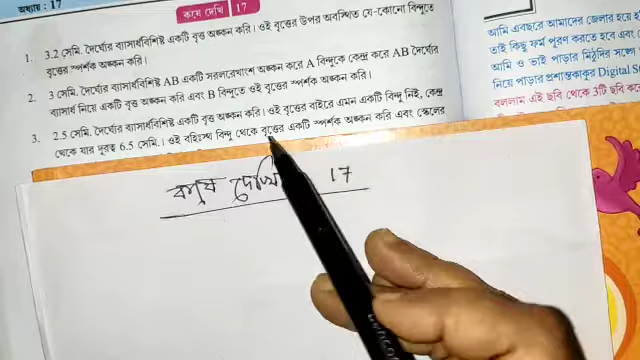 অধ্যায় : 17
কষে দেখি 17
1. 3.2 সেমি. দৈর্ঘ্যের ব্যাসার্ধবিশিষ্ট একটি বৃত্ত অঙ্কন করি। ওই বৃত্তের উপর অবস্থিত যে-কোনো বিন্দুতে
বৃত্তের স্পর্শক অঙ্কন করি।
2. 3 সেমি. দৈর্ঘ্যের AB একটি সরলরেখাংশ অঙ্কন করে A বিন্দুকে কেন্দ্র করে AB দৈর্ঘ্যের
ব্যাসার্ধ নিয়ে একটি বৃত্ত অঙ্কন করি এবং B বিন্দুতে ওই বৃত্তের স্পর্শক অঙ্কন করি।
3. 2.5 সেমি. দৈর্ঘ্যের ব্যাসার্ধবিশিষ্ট একটি বৃত্ত অঙ্কন করি। ওই বৃত্তের বাইরে এমন একটি বিন্দু নিই, কেন্দ্র
থেকে যার দূরত্ব 6.5 সেমি.। ওই বহিঃস্থ বিন্দু থেকে বৃত্তের একটি স্পর্শক অঙ্কন করি এবং স্কেলের
আমি এবছরে আমাদের জেলার হয়ে
তাই কিছু ফর্ম পূরণ করতে হবে এবং
আমি ও ভাই পাড়ার মিঠুদির সঙ্গে
নিয়ে পাড়ার প্রশান্তকাকুর Digital
বললাম এই ছবি থেকে 3টি ছবি
কষে দেখি 17